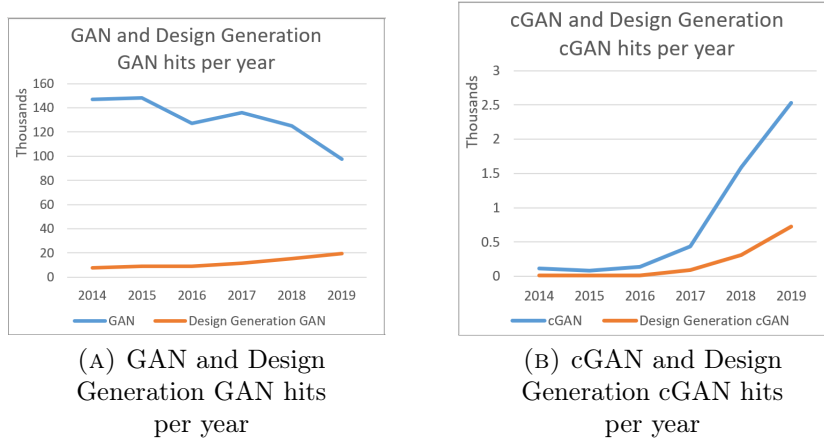 GAN and Design Generation
GAN hits per year
Thousands
160
140
120
100
80
60
40
20
0
2014 2015 2016 2017 2018 2019
GAN Design Generation GAN
(A) GAN and Design
Generation GAN hits
per year
cGAN and Design Generation
cGAN hits per year
Thousands
3
2.5
2
1.5
1
0.5
0
2014 2015 2016 2017 2018 2019
cGAN Design Generation cGAN
(B) cGAN and Design
Generation cGAN hits
per year